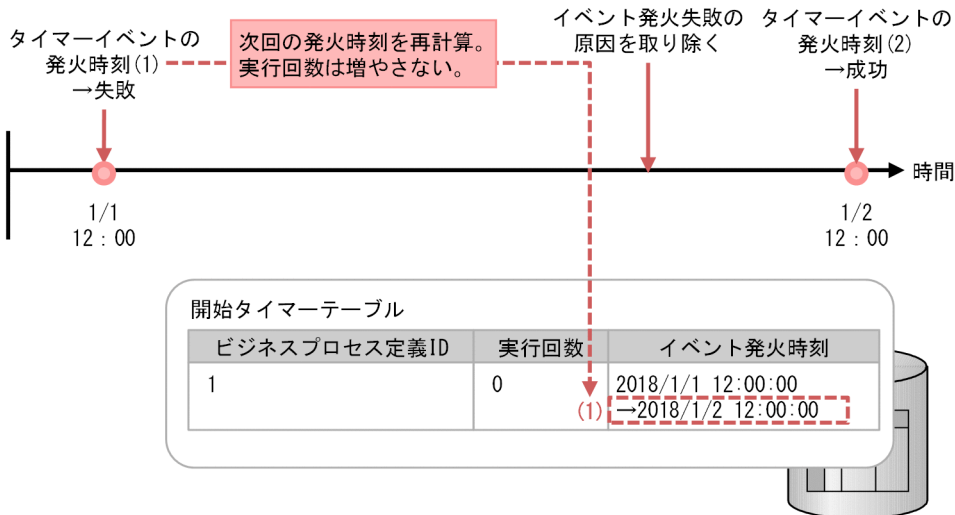 タイマーイベントの
発火時刻(1)
→失敗
次回の発火時刻を再計算。
実行回数は増やさない。
イベント発火失敗の
原因を取り除く
タイマーイベントの
発火時刻(2)
→成功
時間
1/1
12：00
1/2
12：00
開始タイマーテーブル
ビジネスプロセス定義ID 実行回数 イベント発火時刻
1 0 2018/1/1 12:00:00
(1) →2018/1/2 12:00:00